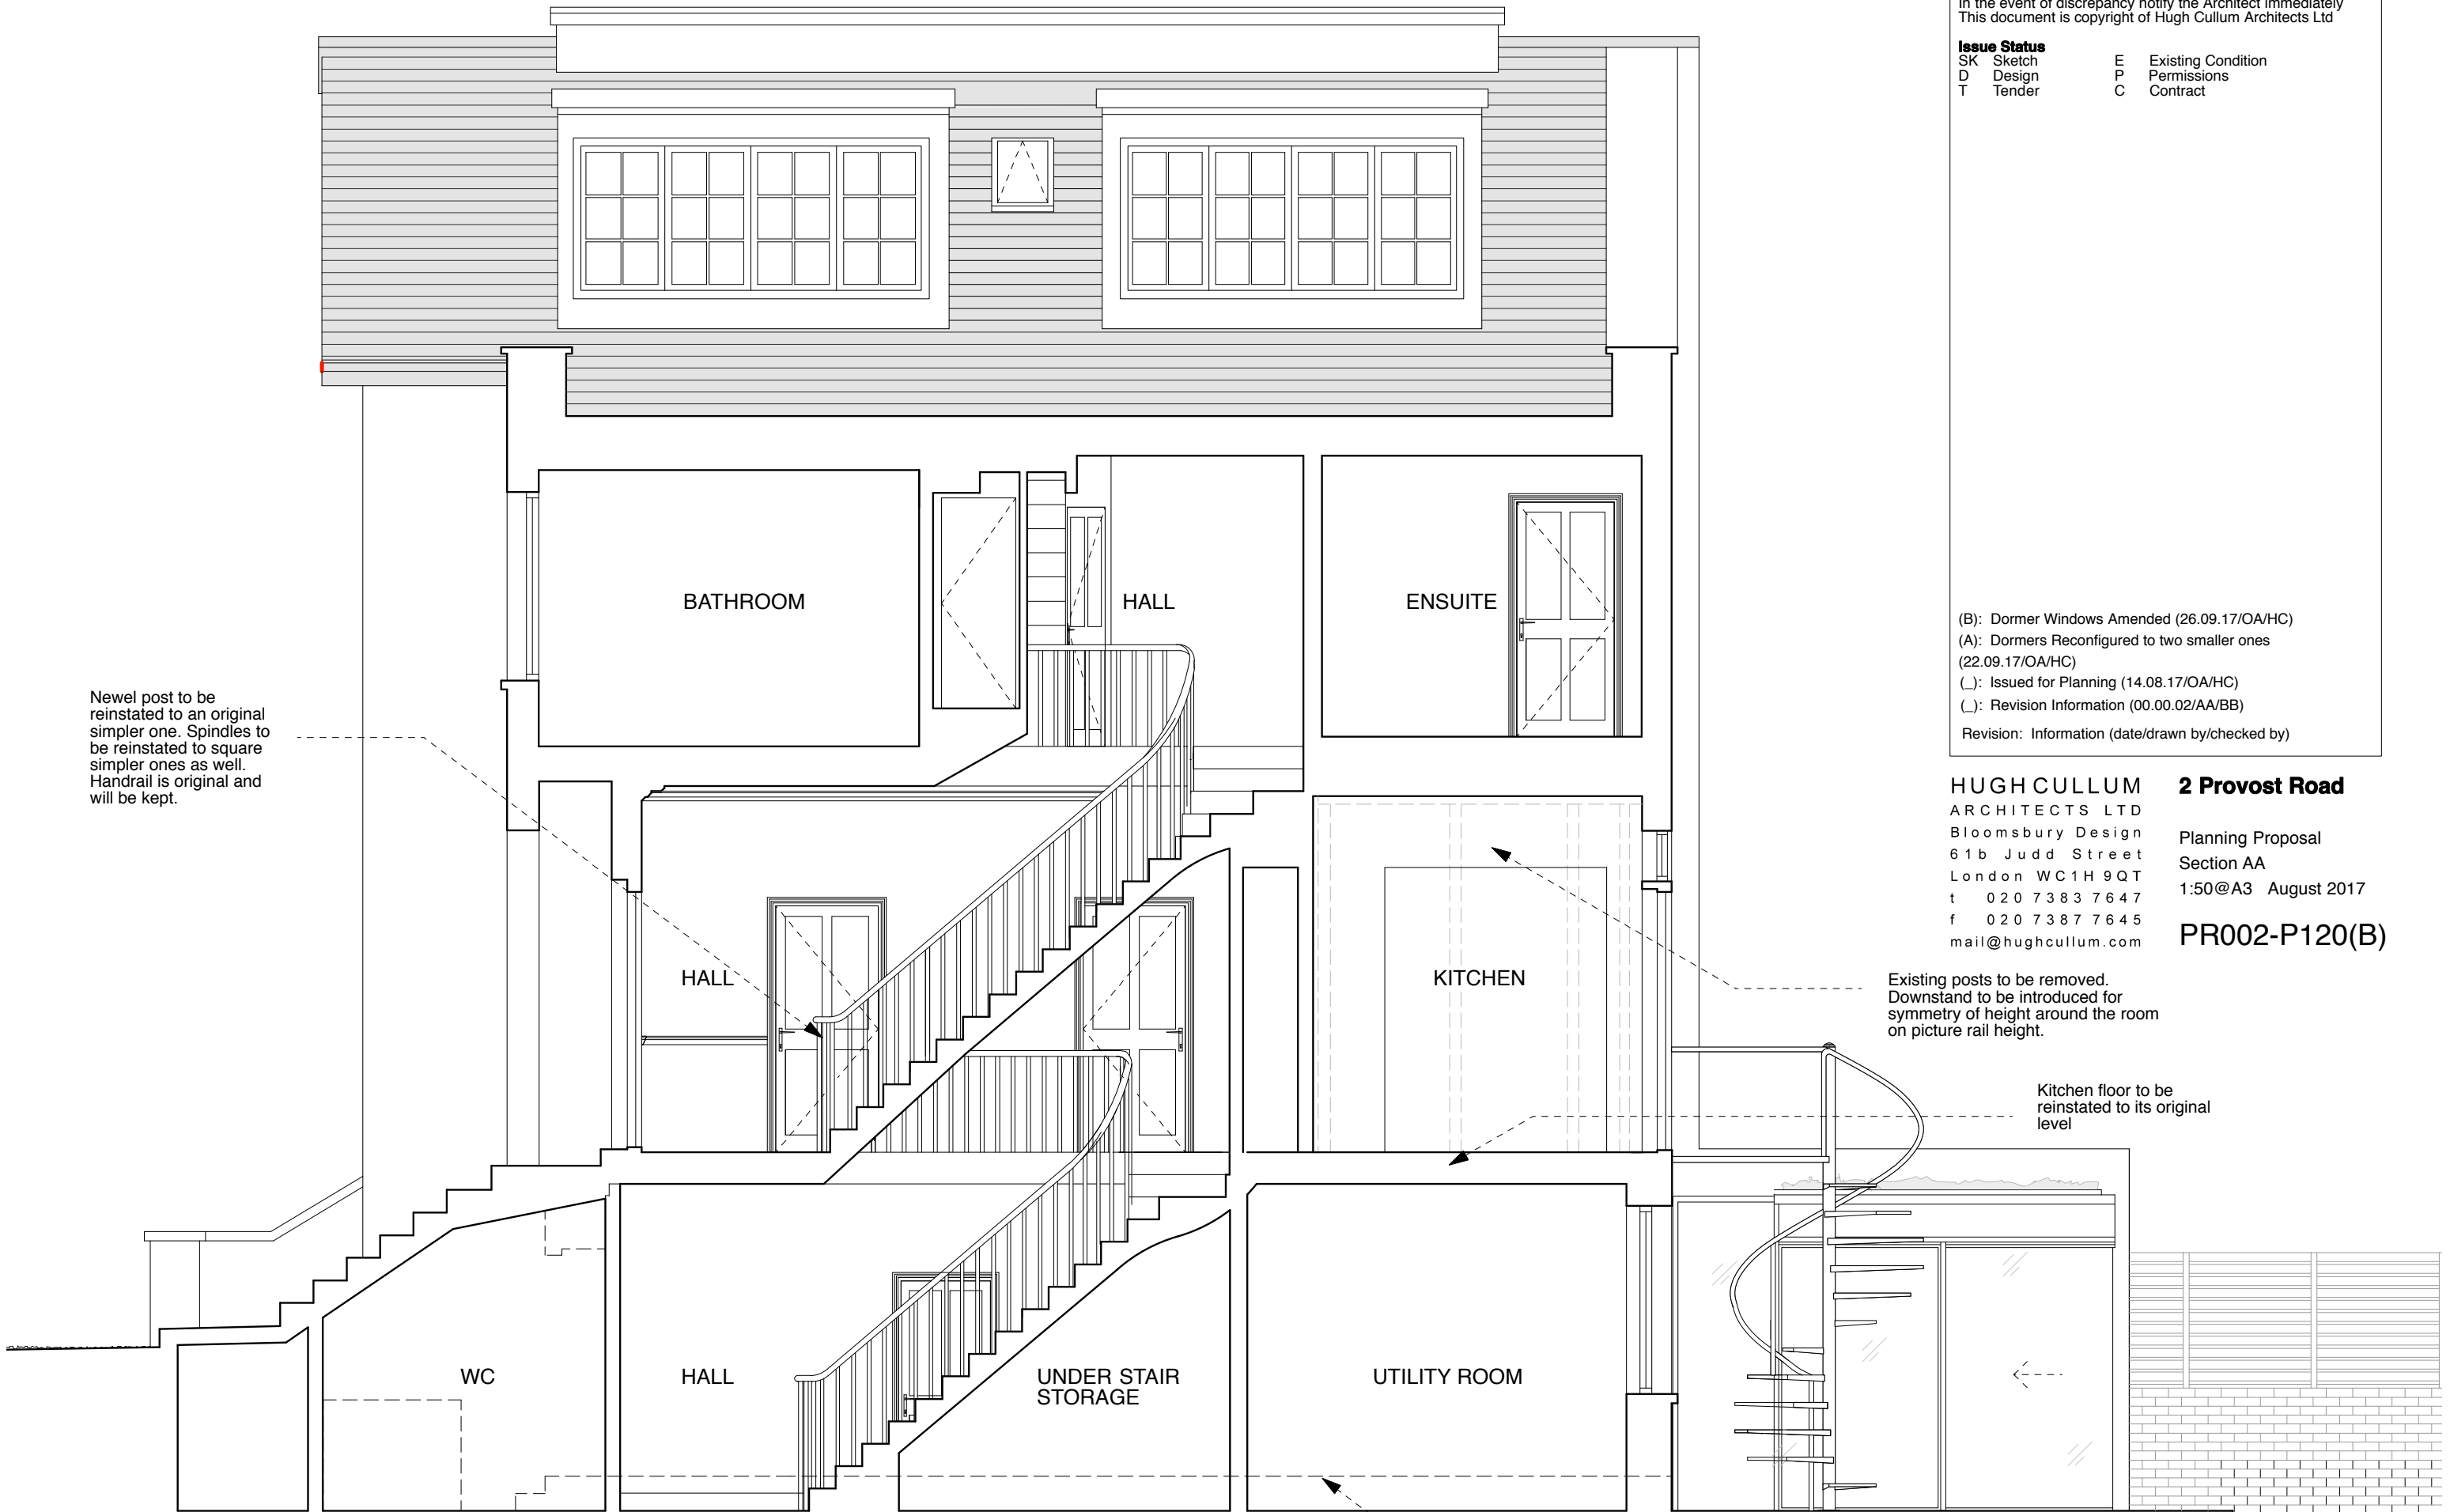 In the event of discrepancy notify the Architect immediately
This document is copyright of Hugh Cullum Architects Ltd
Issue Status
SK Sketch E Existing Condition
D Design P Permissions
T Tender C Contract
(B): Dormer Windows Amended (26.09.17/OA/HC)
(A): Dormers Reconfigured to two smaller ones
(22.09.17/OA/HC)
(_): Issued for Planning (14.08.17/OA/HC)
(_): Revision Information (00.00.02/AA/BB)
Revision: Information (date/drawn by/checked by)
HUGH CULLUM
ARCHITECTS LTD
Bloomsbury Design
61b Judd Street
London WC1H 9QT
t 020 7383 7647
f 020 7387 7645
mail@hughcullum.com
2 Provost Road
Planning Proposal
Section AA
1:50@A3 August 2017
PR002-P120(B)
BATHROOM
HALL
ENSUITE
Newel post to be
reinstated to an original
simpler one. Spindles to
be reinstated to square
simpler ones as well.
Handrail is original and
will be kept.
HALL
KITCHEN
Existing posts to be removed.
Downstand to be introduced for
symmetry of height around the room
on picture rail height.
Kitchen floor to be
reinstated to its original
level
WC
HALL
UNDER STAIR
STORAGE
UTILITY ROOM